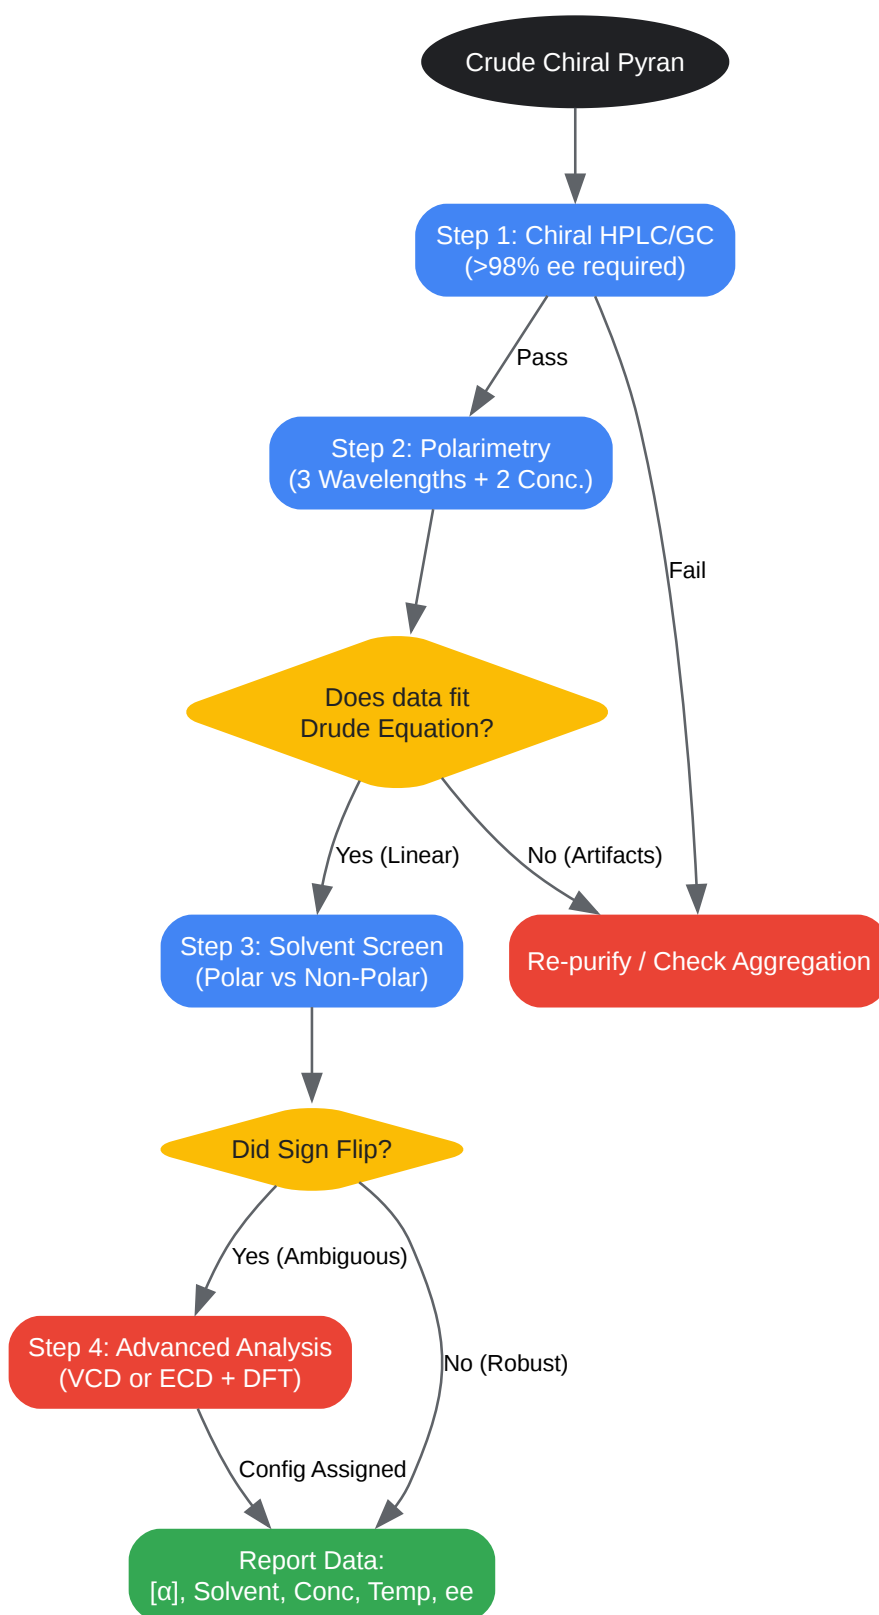 Crude Chiral Pyran
Step 1: Chiral HPLC/GC
(>98% ee required)
Pass
Step 2: Polarimetry
(3 Wavelengths + 2 Conc.)
Fail
Does data fit
Drude Equation?
Yes (Linear)
No (Artifacts)
Step 3: Solvent Screen
(Polar vs Non-Polar)
Re-purify / Check Aggregation
Did Sign Flip?
Yes (Ambiguous)
Step 4: Advanced Analysis
(VCD or ECD + DFT)
No (Robust)
Config Assigned
Report Data:
[α], Solvent, Conc, Temp, ee